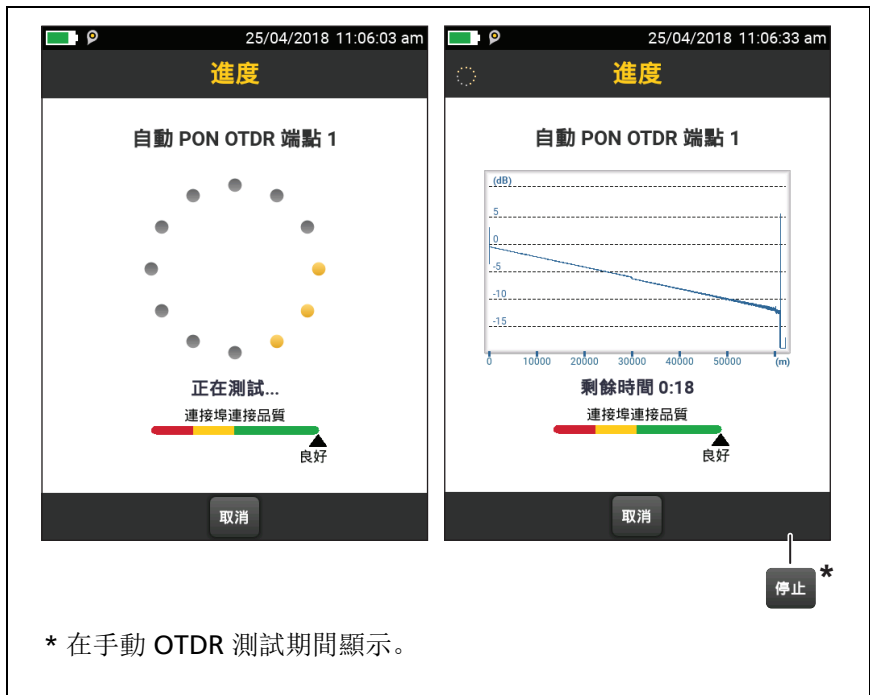 25/04/2018 11:06:03 am
進度
自動 PON OTDR 端點 1
正在測試...
連接埠連接品質
良好
取消
25/04/2018 11:06:33 am
進度
自動 PON OTDR 端點 1
(dB)
5
0
-5
-10
-15
0 10000 20000 30000 40000 50000 (m)
剩餘時間 0:18
連接埠連接品質
良好
取消
停止 *
* 在手動 OTDR 測試期間顯示。